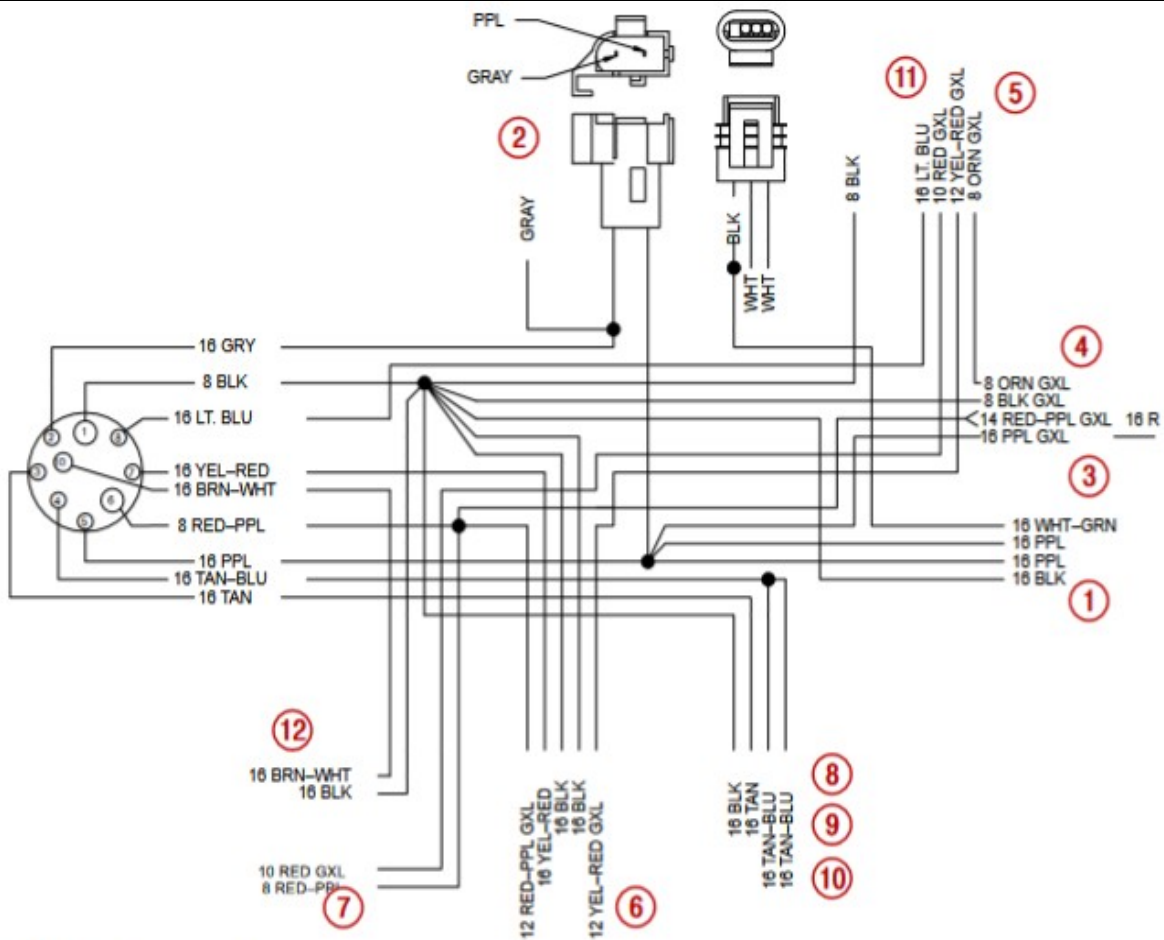 PPL
GRAY
2
11
5
16 LT. BLU
10 RED GXL
12 YEL–RED GXL
8 ORN GXL
8 BLK
GRAY
BLK
WHT
WHT
16 GRY
8 BLK
16 LT. BLU
16 YEL–RED
16 BRN–WHT
8 RED–PPL
16 PPL
16 TAN–BLU
16 TAN
1
2
3
4
5
6
7
8
4
8 ORN GXL
8 BLK GXL
14 RED–PPL GXL 16 R
16 PPL GXL
3
16 WHT–GRN
16 PPL
16 PPL
16 BLK
1
12
16 BRN–WHT
16 BLK
10 RED GXL
8 RED–PPL
7
12 RED–PPL GXL
16 YEL–RED
16 BLK
16 BLK
12 YEL–RED GXL
6
16 BLK
16 TAN
16 TAN–BLU
16 TAN–BLU
8
9
10